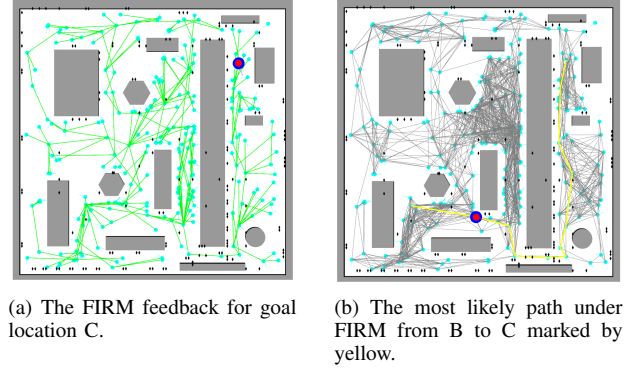 (a) The FIRM feedback for goal
location C.
(b) The most likely path under
FIRM from B to C marked by
yellow.